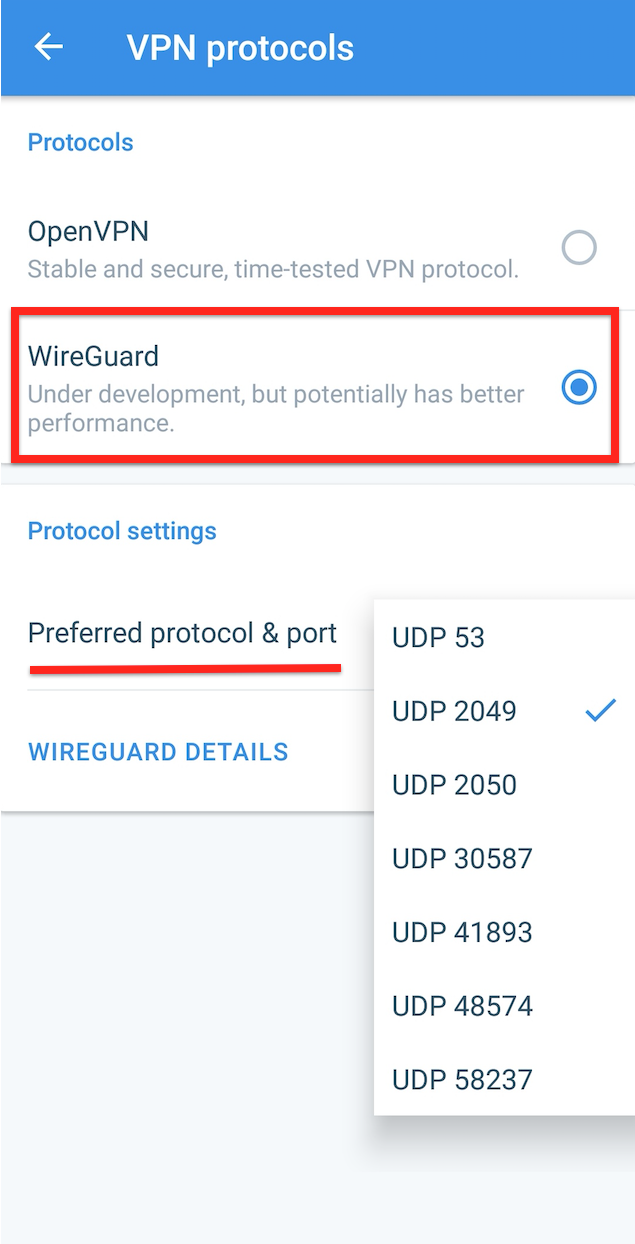 VPN protocols
Protocols
OpenVPN
Stable and secure, time-tested VPN protocol.
WireGuard
Under development, but potentially has better
performance.
Protocol settings
Preferred protocol & port
UDP 53
UDP 2049
WIREGUARD DETAILS
UDP 2050
UDP 30587
UDP 41893
UDP 48574
UDP 58237